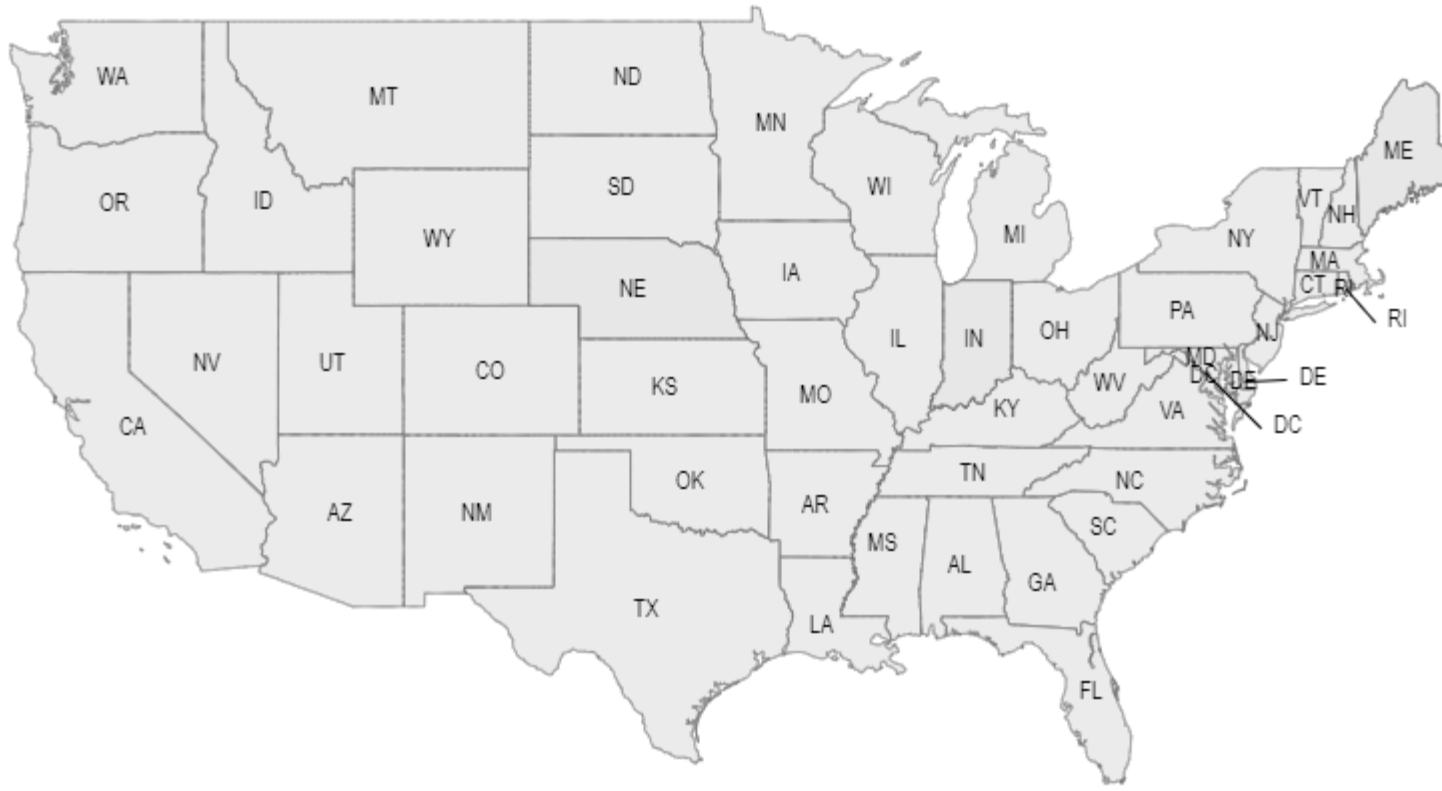 WA
MT
ND
MN
ME
OR
ID
SD
WI
VT
NH
WY
MI
NY
MA
IA
NE
CT
RI
PA
RI
NV
UT
CO
KS
MO
IL
IN
OH
NJ
MD
WV
DC
DE
DE
CA
KY
VA
DC
OK
TN
NC
AZ
NM
AR
MS
AL
SC
GA
TX
LA
FL